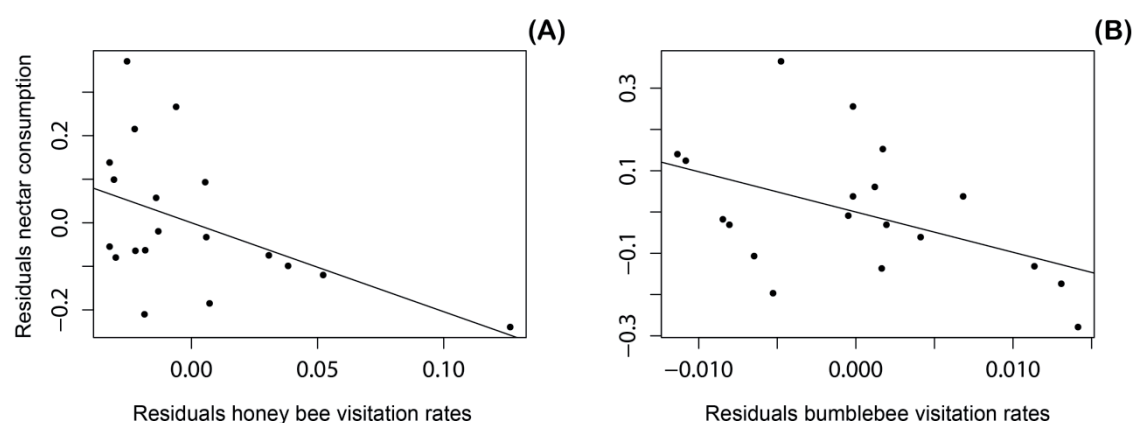 (A)
Residuals nectar consumption
0.2
0.0
−0.2
0.00 0.05 0.10
Residuals honey bee visitation rates
(B)
0.3
0.1
−0.1
−0.3
−0.010 0.000 0.010
Residuals bumblebee visitation rates